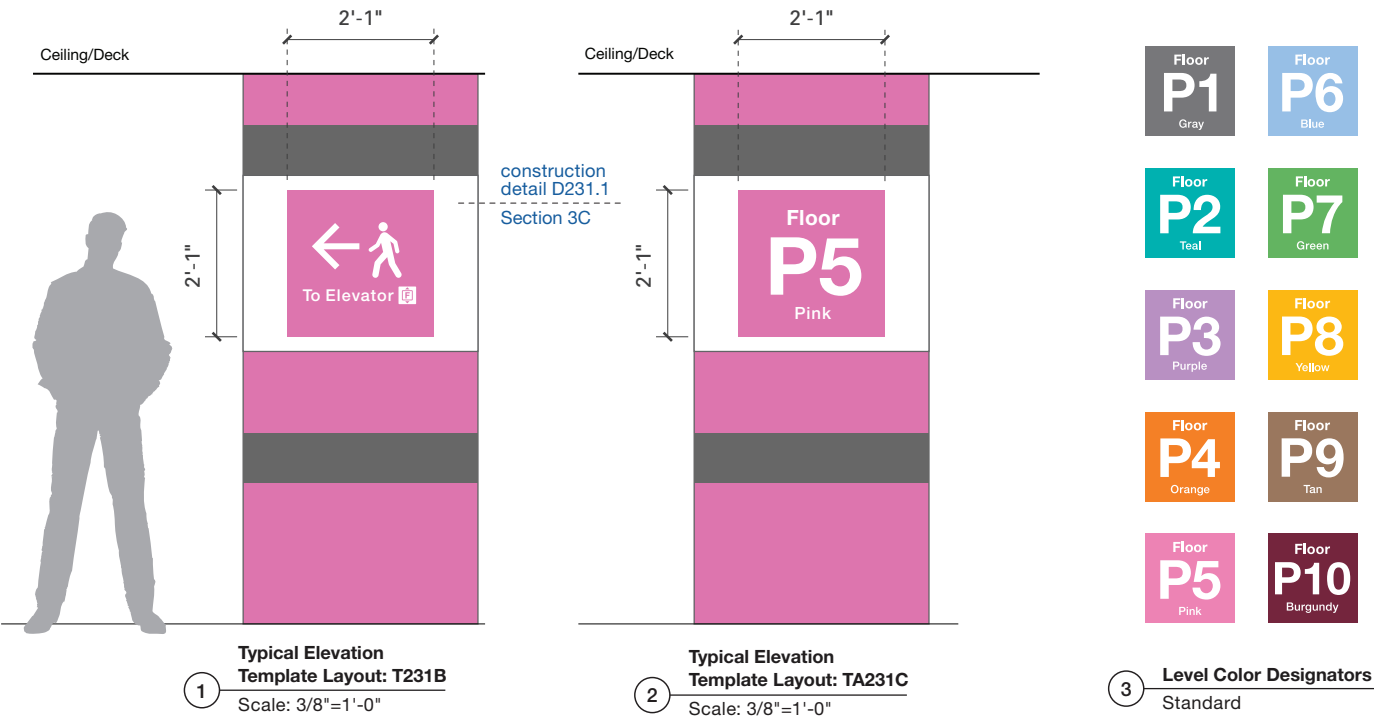 2'-1"
Ceiling/Deck
2'-1"
To Elevator F
construction
detail D231.1
Section 3C
1
Typical Elevation
Template Layout: T231B
Scale: 3/8"=1'-0"
2'-1"
Ceiling/Deck
2'-1"
Floor
P5
Pink
2
Typical Elevation
Template Layout: TA231C
Scale: 3/8"=1'-0"
Floor
P1
Gray
Floor
P6
Blue
Floor
P2
Teal
Floor
P7
Green
Floor
P3
Purple
Floor
P8
Yellow
Floor
P4
Orange
Floor
P9
Tan
Floor
P5
Pink
Floor
P10
Burgundy
3
Level Color Designators
Standard